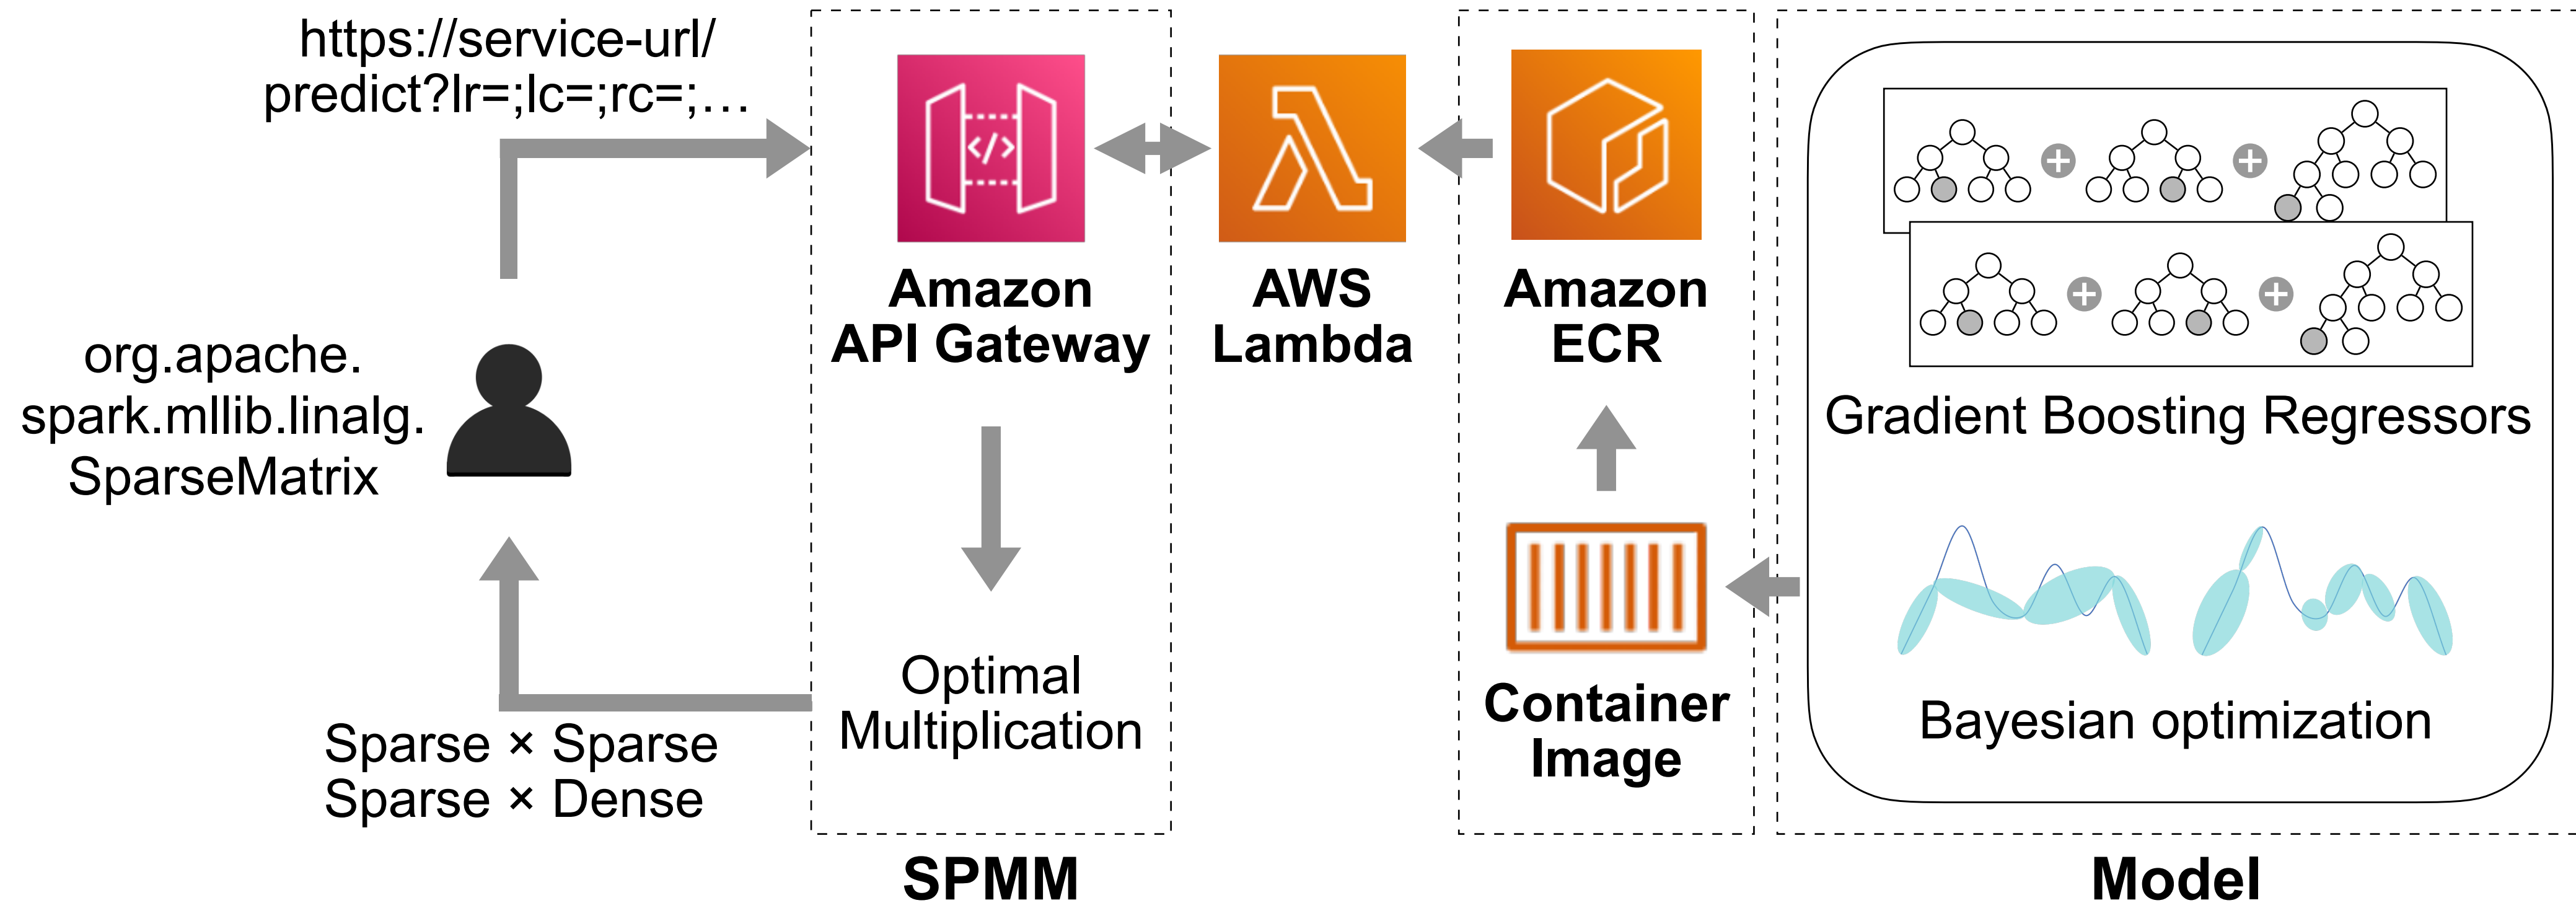 https://service-url/
predict?lr=;lc=;rc=;…
org.apache.
spark.mllib.linalg.
SparseMatrix
Sparse × Sparse
Sparse × Dense
</>
Amazon
API Gateway
Optimal
Multiplication
SPMM
AWS
Lambda
Amazon
ECR
Container
Image
Gradient Boosting Regressors
Bayesian optimization
Model